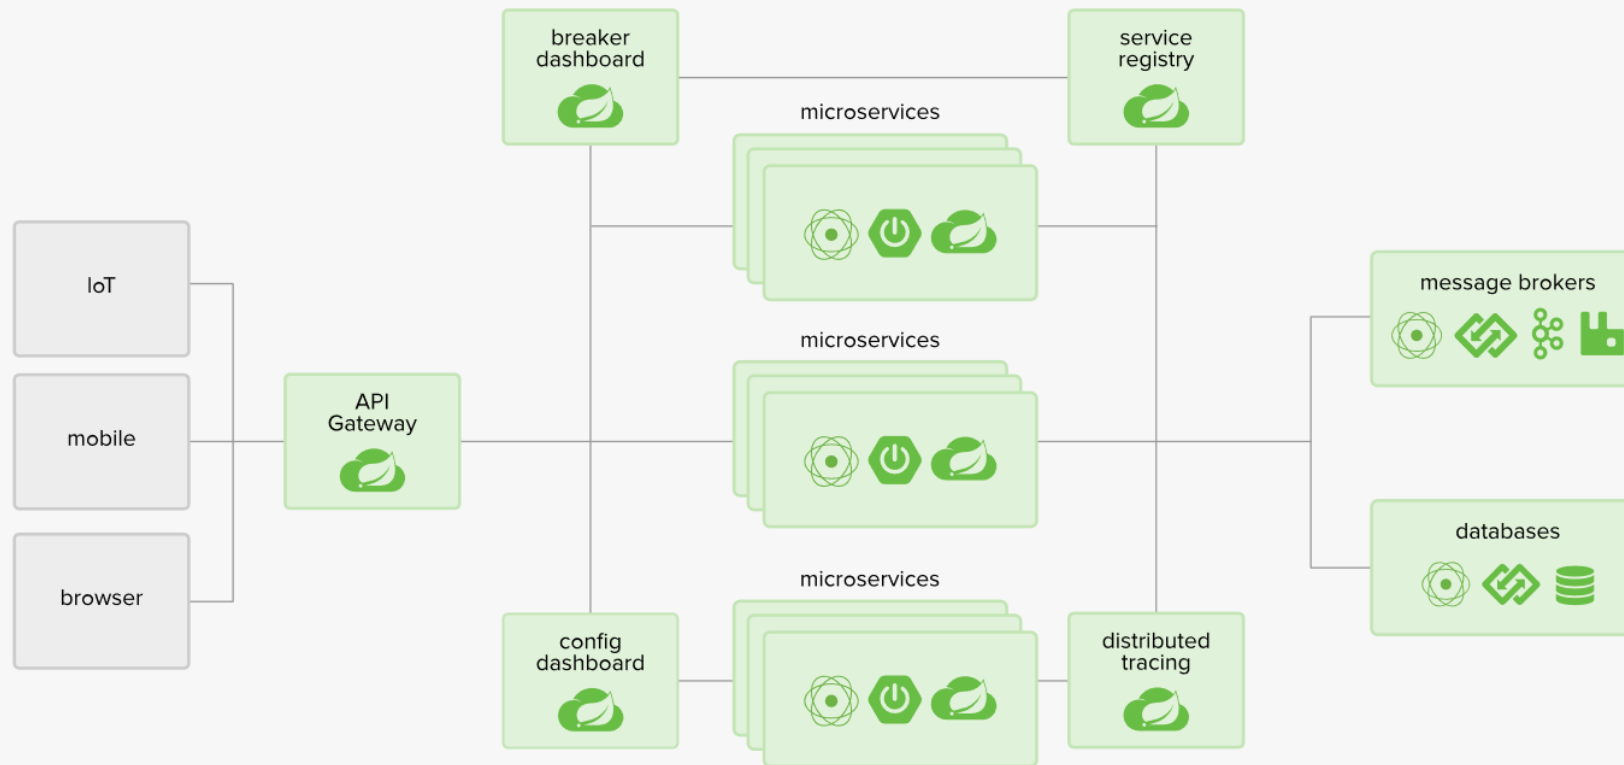 breaker
dashboard
service
registry
microservices
IoT
message brokers
microservices
API
Gateway
mobile
databases
microservices
browser
config
dashboard
distributed
tracing